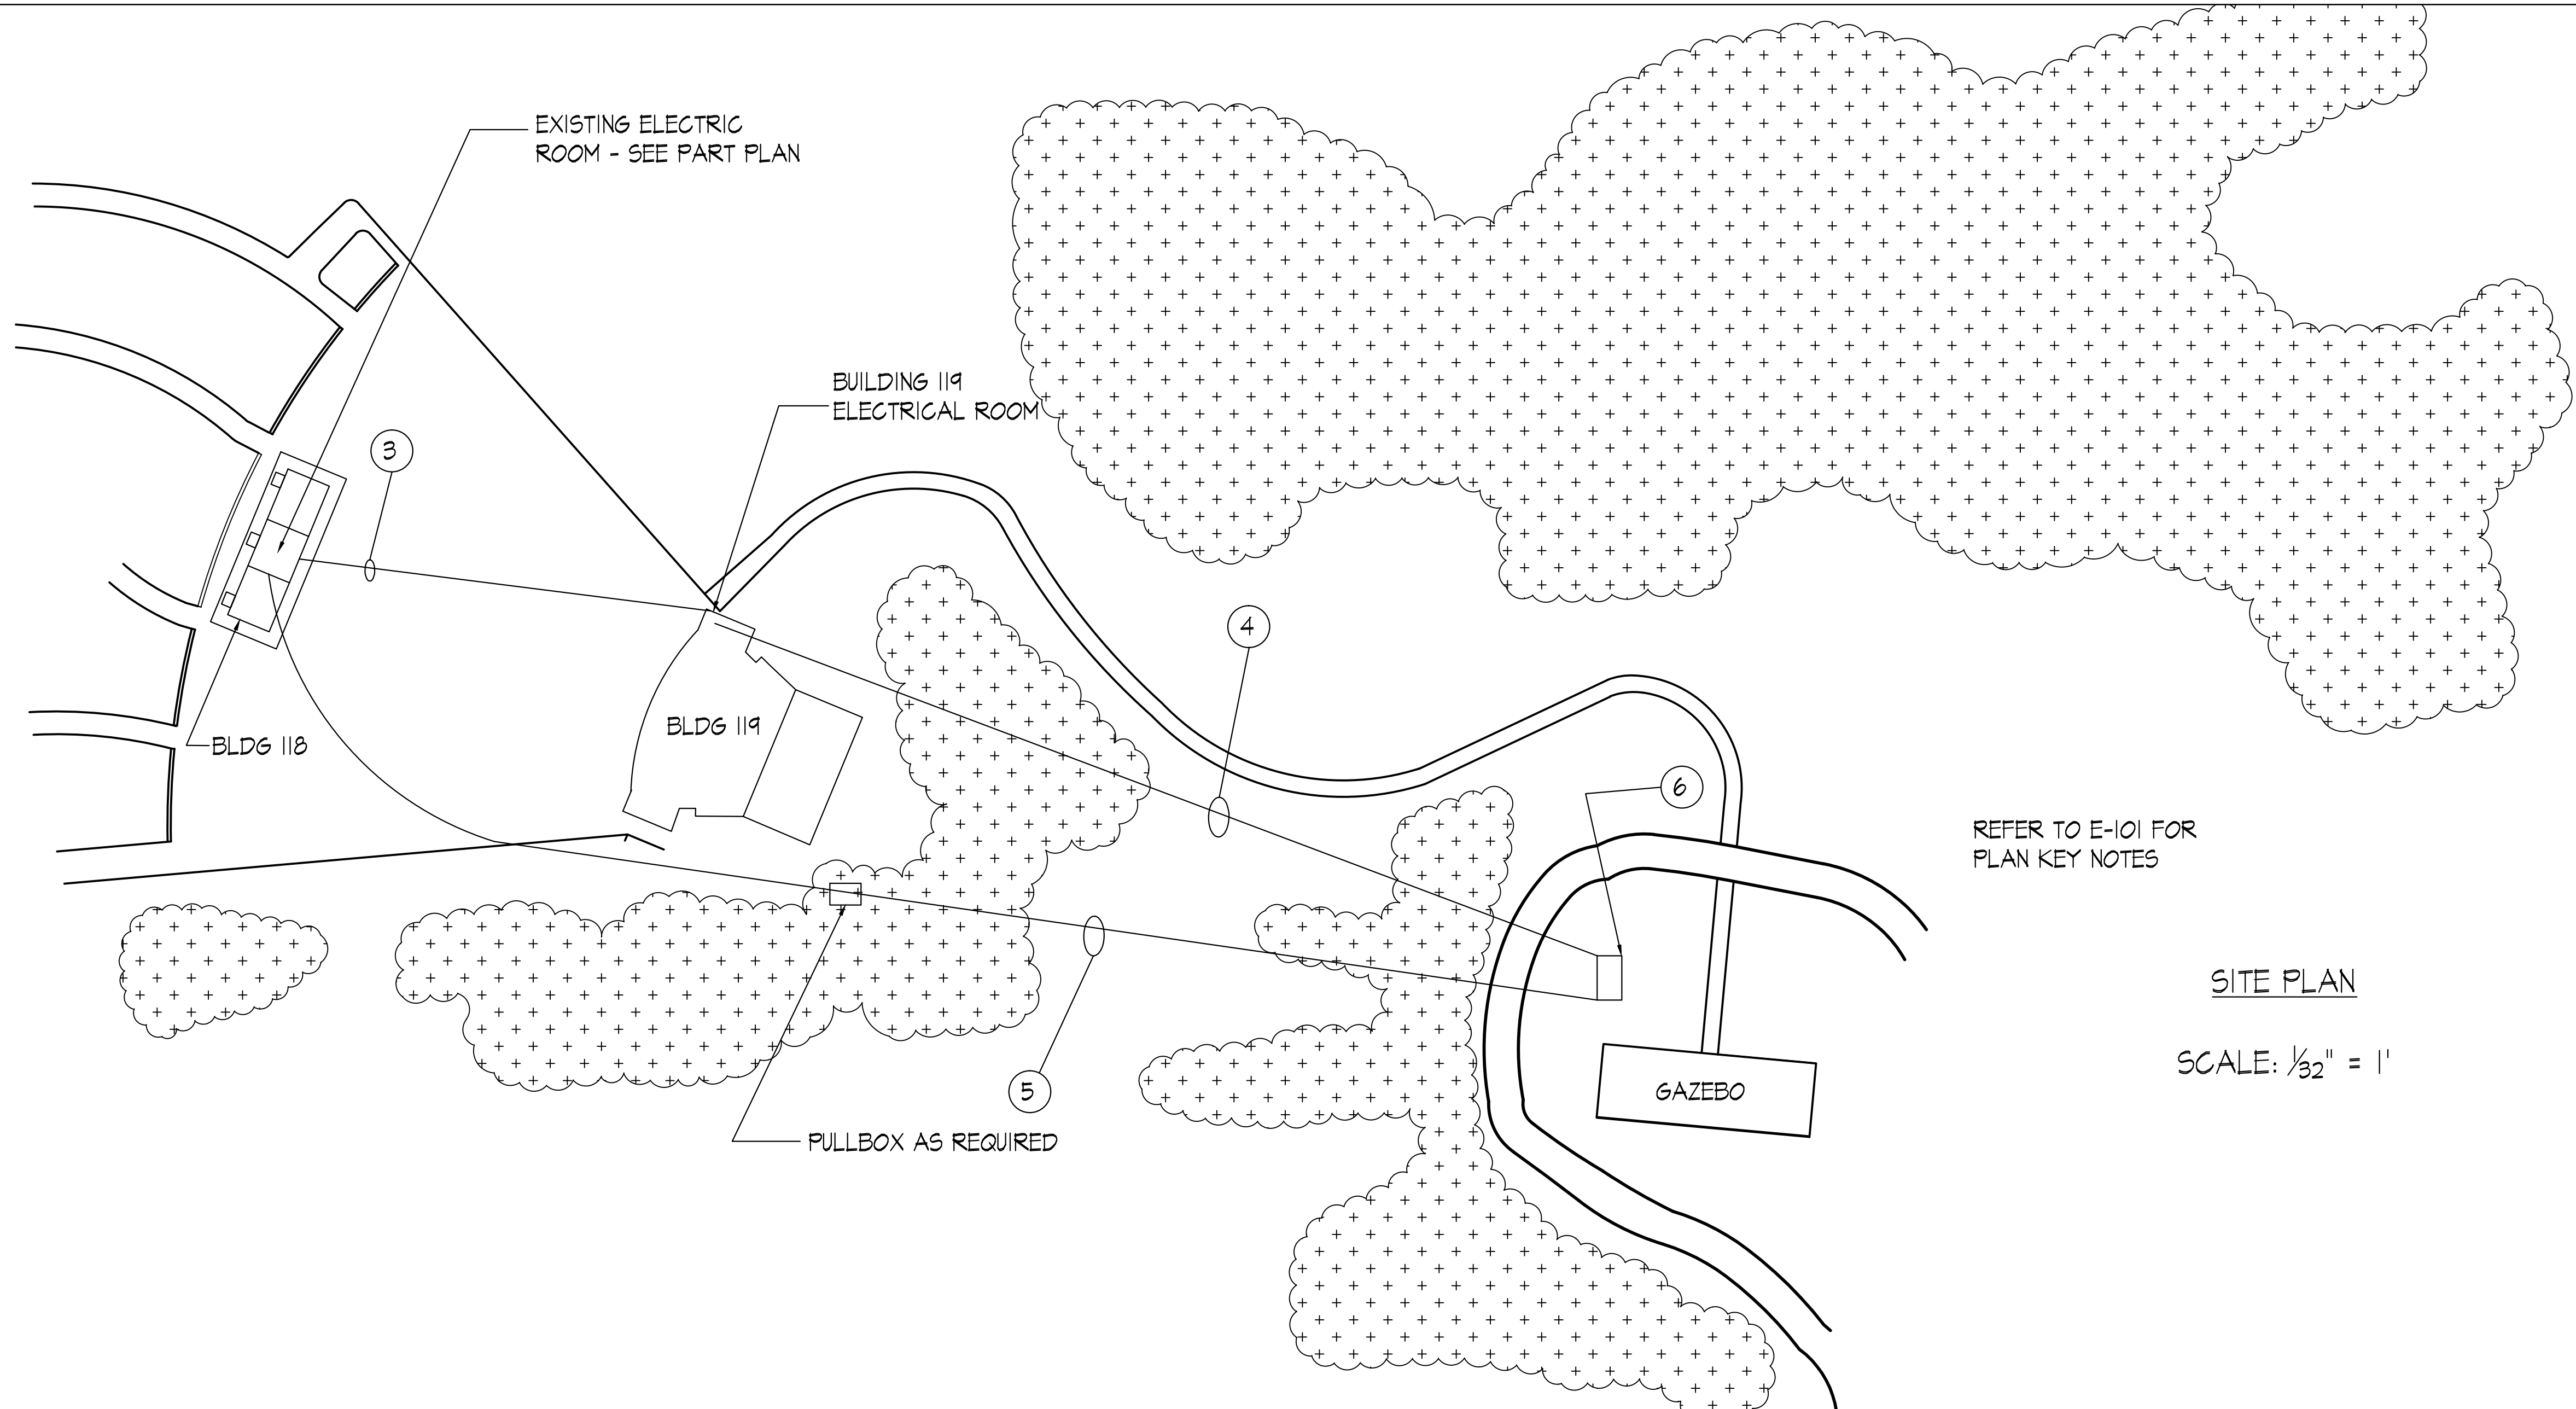 EXISTING ELECTRIC
ROOM - SEE PART PLAN
BUILDING 119
ELECTRICAL ROOM
3
4
BLDG 119
BLDG 118
6
REFER TO E-101 FOR
PLAN KEY NOTES
SITE PLAN
SCALE: 1/32" = 1'
5
GAZEBO
PULLBOX AS REQUIRED